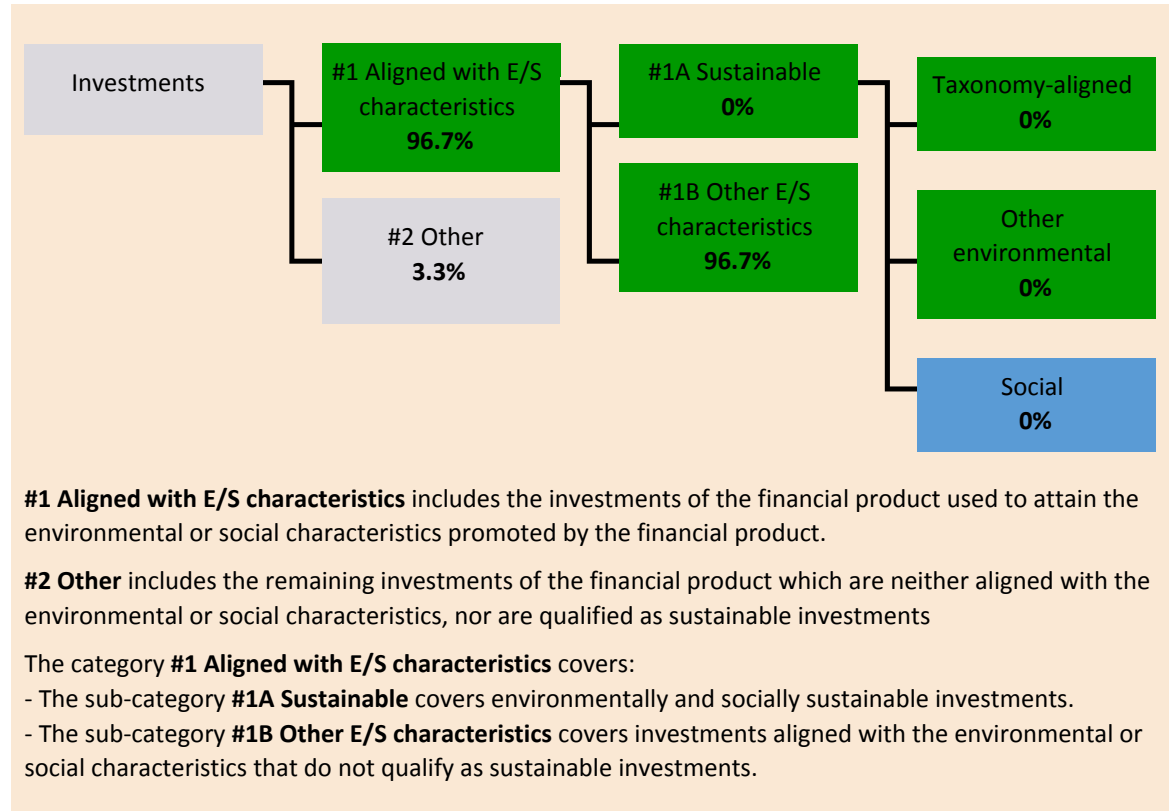 Investments
#1 Aligned with E/S
characteristics
96.7%
#2 Other
3.3%
#1A Sustainable
0%
#1B Other E/S
characteristics
96.7%
Taxonomy-aligned
0%
Other
environmental
0%
Social
0%
#1 Aligned with E/S characteristics includes the investments of the financial product used to attain the
environmental or social characteristics promoted by the financial product.
#2 Other includes the remaining investments of the financial product which are neither aligned with the
environmental or social characteristics, nor are qualified as sustainable investments
The category #1 Aligned with E/S characteristics covers:
- The sub-category #1A Sustainable covers environmentally and socially sustainable investments.
- The sub-category #1B Other E/S characteristics covers investments aligned with the environmental or
social characteristics that do not qualify as sustainable investments.